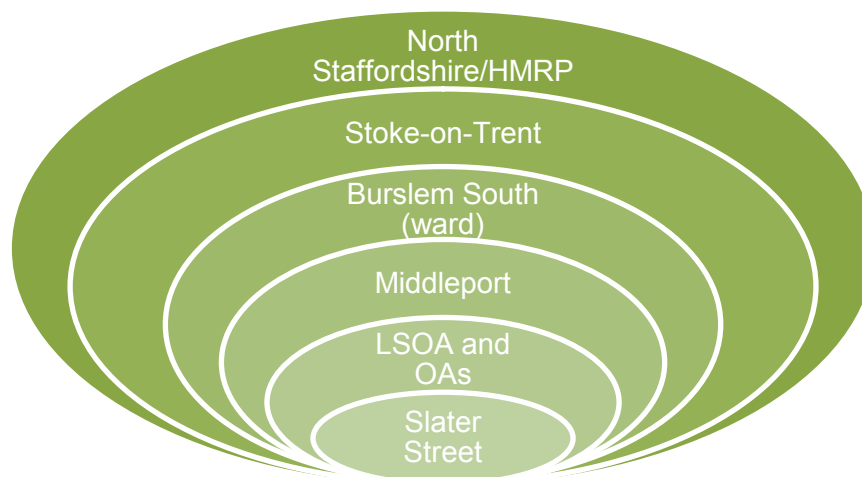 North
Staffordshire/HMRP
Stoke-on-Trent
Burslem South
(ward)
Middleport
LSOA and
OAs
Slater
Street